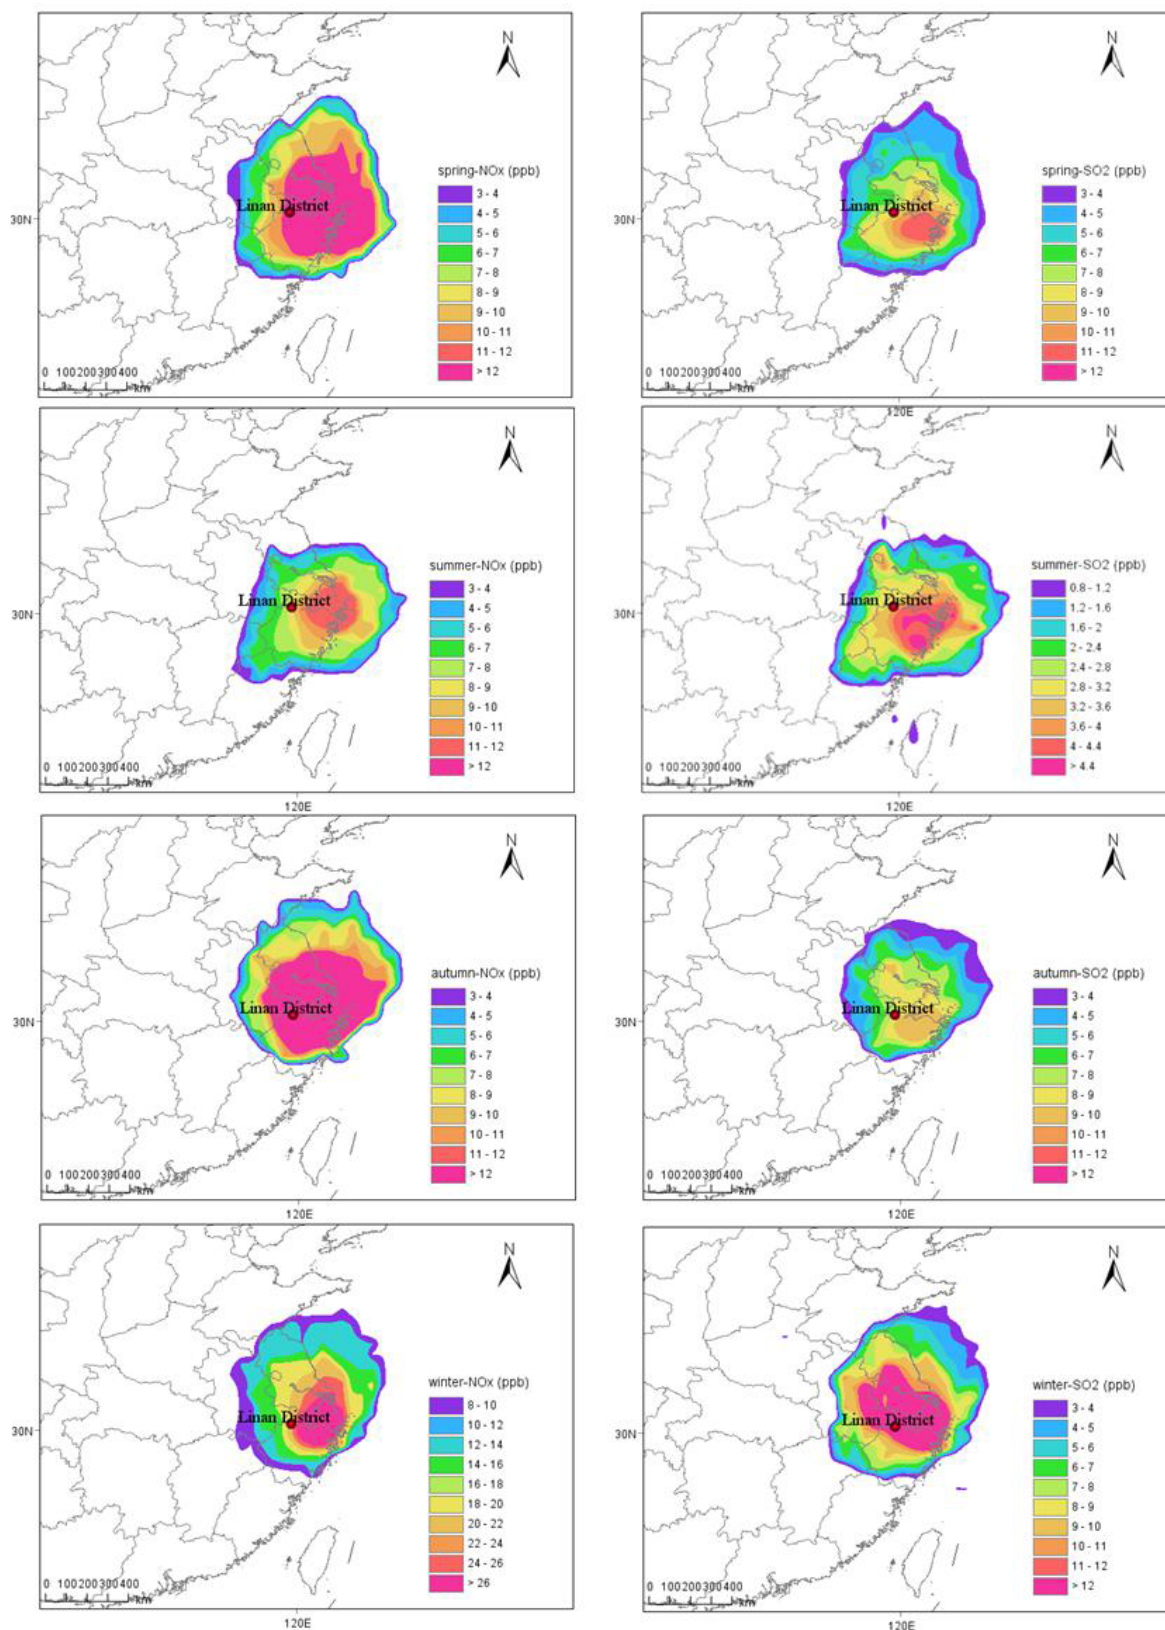 N
spring-NOx (ppb)
3 - 4
4 - 5
5 - 6
6 - 7
7 - 8
8 - 9
9 - 10
10 - 11
11 - 12
> 12
Linan District
30N
0 100200300400
km
N
spring-SO2 (ppb)
3 - 4
4 - 5
5 - 6
6 - 7
7 - 8
8 - 9
9 - 10
10 - 11
11 - 12
> 12
Linan District
30N
0 100200300400
km
120E
N
summer-NOx (ppb)
3 - 4
4 - 5
5 - 6
6 - 7
7 - 8
8 - 9
9 - 10
10 - 11
11 - 12
> 12
Linan District
30N
0 100200300400
km
120E
N
summer-SO2 (ppb)
0.8 - 1.2
1.2 - 1.6
1.6 - 2
2 - 2.4
2.4 - 2.8
2.8 - 3.2
3.2 - 3.6
3.6 - 4
4 - 4.4
> 4.4
Linan District
30N
0 100200300400
km
120E
N
autumn-NOx (ppb)
3 - 4
4 - 5
5 - 6
6 - 7
7 - 8
8 - 9
9 - 10
10 - 11
11 - 12
> 12
Linan District
30N
0 100200300400
km
120E
N
autumn-SO2 (ppb)
3 - 4
4 - 5
5 - 6
6 - 7
7 - 8
8 - 9
9 - 10
10 - 11
11 - 12
> 12
Linan District
30N
0 100200300400
km
120E
N
winter-NOx (ppb)
8 - 10
10 - 12
12 - 14
14 - 16
16 - 18
18 - 20
20 - 22
22 - 24
24 - 26
> 26
Linan District
30N
0 100200300400
km
120E
N
winter-SO2 (ppb)
3 - 4
4 - 5
5 - 6
6 - 7
7 - 8
8 - 9
9 - 10
10 - 11
11 - 12
> 12
Linan District
30N
0 100200300400
km
120E